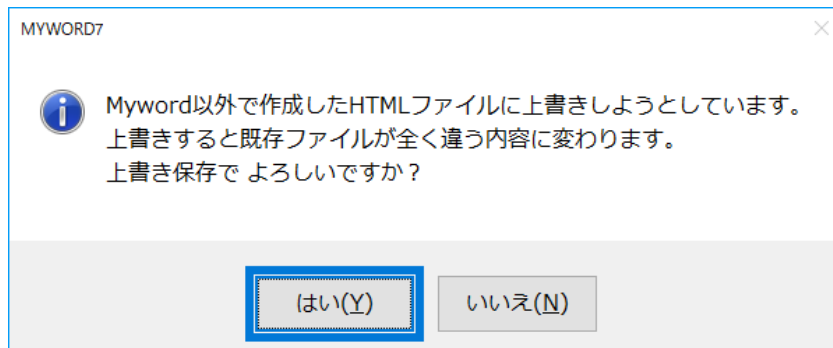 MYWORD7
Myword以外で作成したHTMLファイルに上書きしようとしています。
上書きすると既存ファイルが全く違う内容に変わります。
上書き保存で よろしいですか？
はい(Y)
いいえ(N)